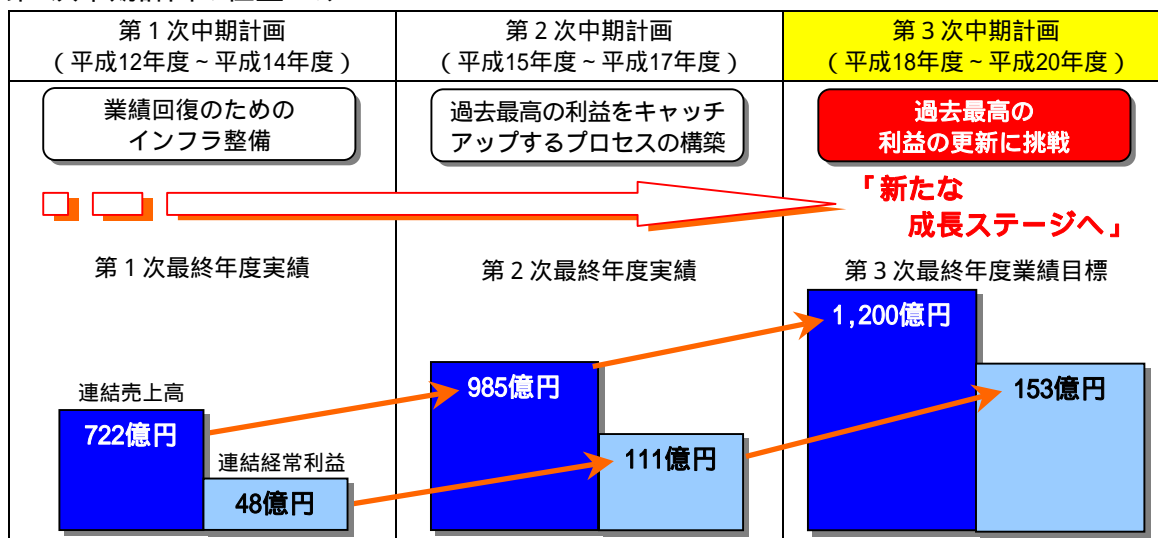 第１次中期計画
(平成12年度～平成14年度)
第２次中期計画
(平成15年度～平成17年度)
第３次中期計画
(平成18年度～平成20年度)
業績回復のための
インフラ整備
過去最高の利益をキャッチ
アップするプロセスの構築
過去最高の
利益の更新に挑戦
「新たな
成長ステージへ」
第１次最終年度実績
第２次最終年度実績
第３次最終年度業績目標
連結売上高
722億円
連結経常利益
48億円
985億円
111億円
1,200億円
153億円